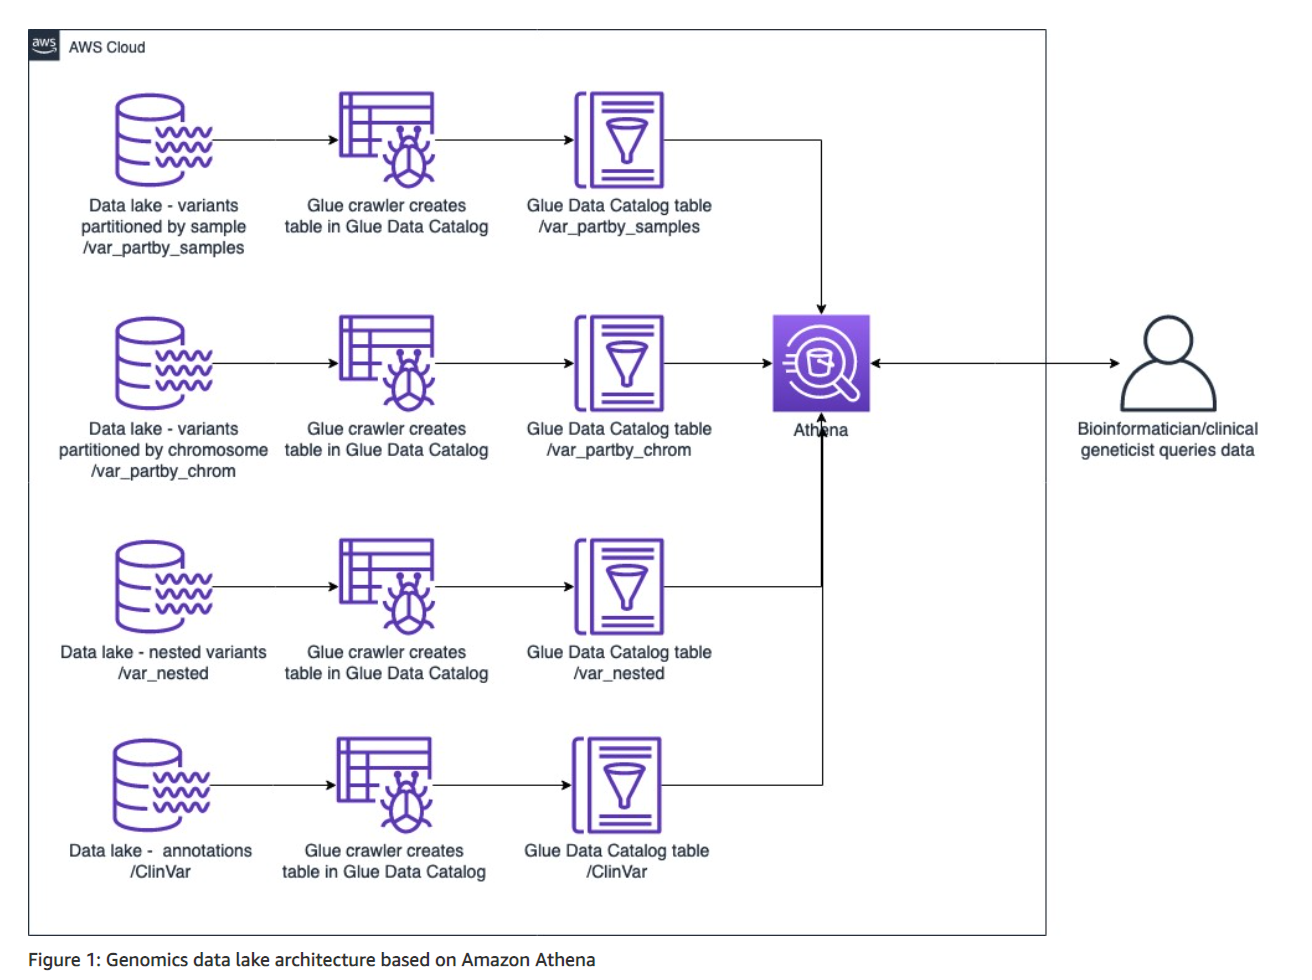 aws
AWS Cloud
Data lake - variants
partitioned by sample
/var_partby_samples
Glue crawler creates
table in Glue Data Catalog
Glue Data Catalog table
/var_partby_samples
Data lake - variants
partitioned by chromosome
/var_partby_chrom
Glue crawler creates
table in Glue Data Catalog
Glue Data Catalog table
/var_partby_chrom
Athena
Bioinformatician/clinical
geneticist queries data
Data lake - nested variants
/var_nested
Glue crawler creates
table in Glue Data Catalog
Glue Data Catalog table
/var_nested
Data lake - annotations
/ClinVar
Glue crawler creates
table in Glue Data Catalog
Glue Data Catalog table
/ClinVar
Figure 1: Genomics data lake architecture based on Amazon Athena